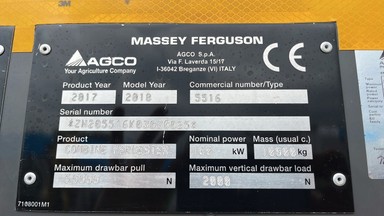 MASSEY FERGUSON
AGCO
Your Agriculture Company
AGCO S.p.A.
Via F. Laverda 15/17
I-36042 Breganze (VI) ITALY
CE
Product Year Model Year Commercial number/Type
2017 2018 5516
Serial number
Product Nominal power Mass (usual c.)
COMBINE kW kg
Maximum drawbar pull Maximum vertical drawbar load
N 2000 N
7168001M1